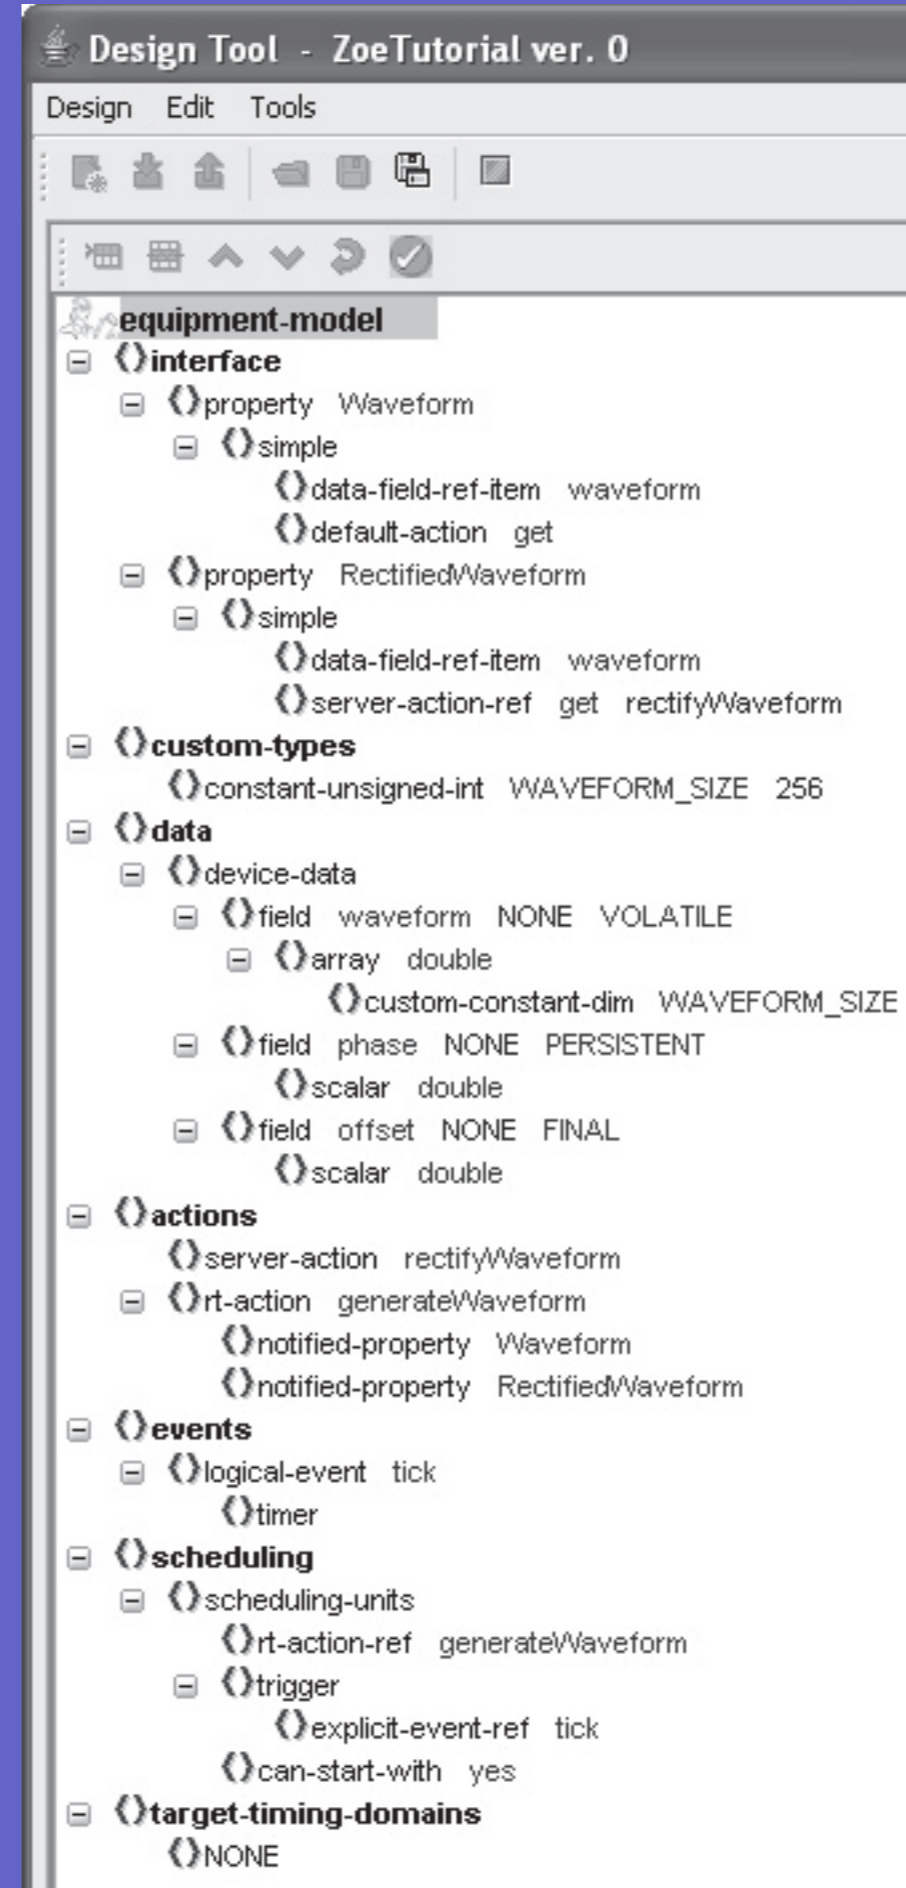 Design Tool - ZoeTutorial ver. 0
Design Edit Tools
equipment-model
interface
property Waveform
simple
data-field-ref-item waveform
default-action get
property RectifiedWaveform
simple
data-field-ref-item waveform
server-action-ref get rectifyWaveform
custom-types
constant-unsigned-int WAVEFORM_SIZE 256
data
device-data
field waveform NONE VOLATILE
array double
custom-constant-dim WAVEFORM_SIZE
field phase NONE PERSISTENT
scalar double
field offset NONE FINAL
scalar double
actions
server-action rectifyWaveform
rt-action generateWaveform
notified-property Waveform
notified-property RectifiedWaveform
events
logical-event tick
timer
scheduling
scheduling-units
rt-action-ref generateWaveform
trigger
explicit-event-ref tick
can-start-with yes
target-timing-domains
NONE